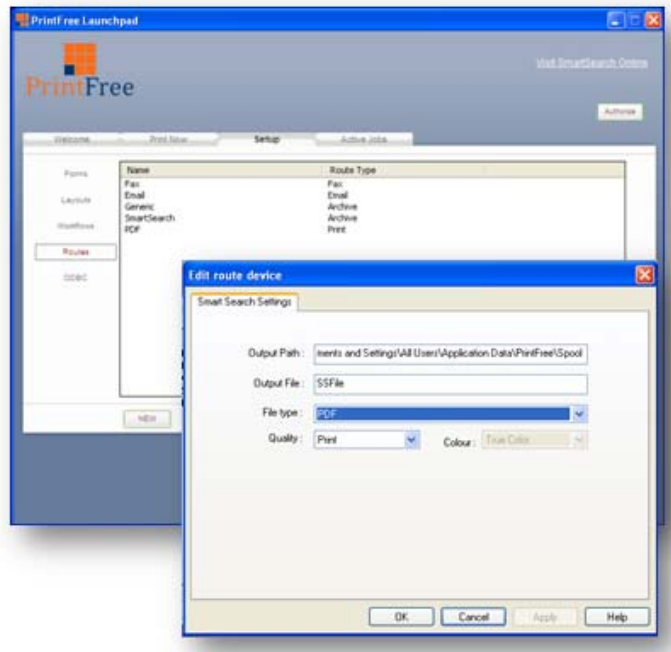 PrintFree Launchpad
Visit SmartSearch Online
PrintFree
Authorise
Welcome
Print Now
Setup
Active Jobs
Forms
Layouts
Workflows
Routes
ODBC
Name Route Type
Fax Fax
Email Email
Generic Archive
SmartSearch Archive
PDF Print
NEW
Edit route device
Smart Search Settings
Output Path : ments and Settings\All Users\Application Data\PrintFree\Spool
Output File : SSFile
File type : PDF
Quality : Print Colour : True Color
OK Cancel Apply Help